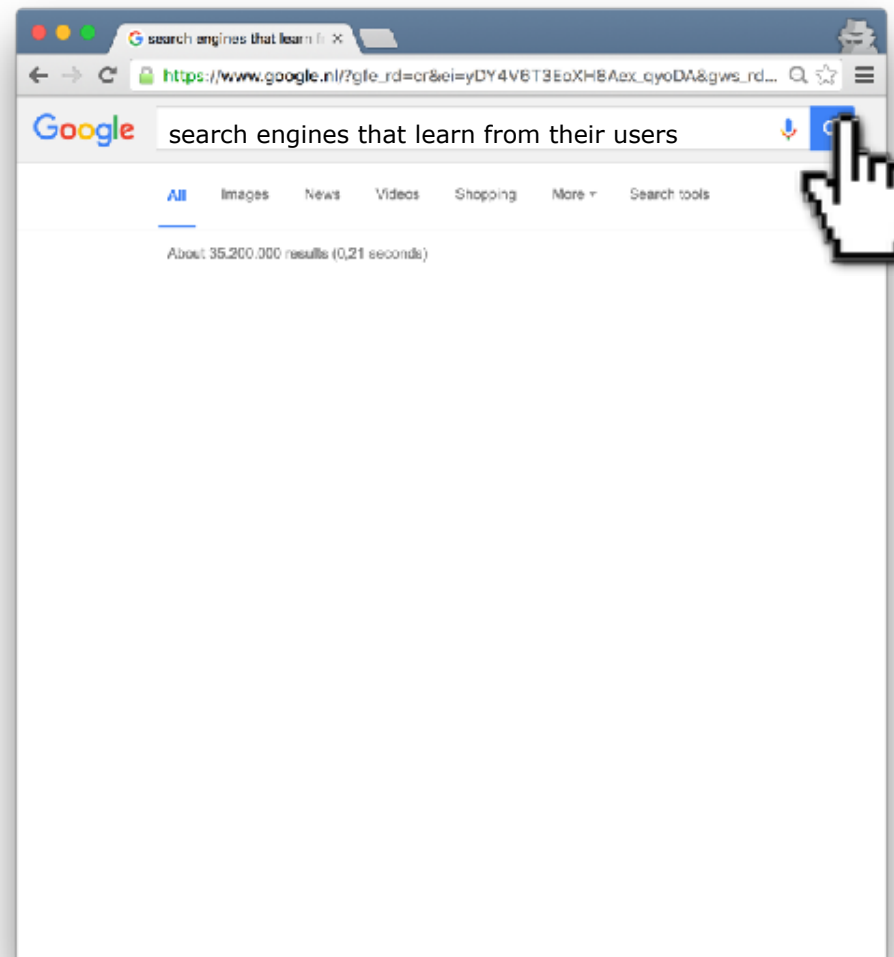 search engines that learn fr
https://www.google.nl/?gfe_rd=cr&ei=yDY4V6T3EoXH8Aex_qyoDA&gws_rd...
Google search engines that learn from their users
All Images News Videos Shopping More Search tools
About 35.200.000 results (0,21 seconds)